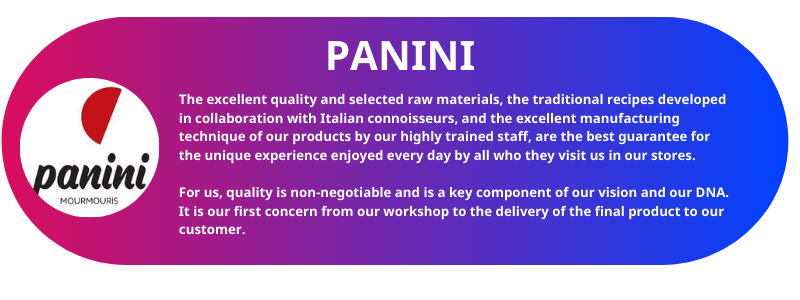 PANINI
The excellent quality and selected raw materials, the traditional recipes developed
in collaboration with Italian connoisseurs, and the excellent manufacturing
technique of our products by our highly trained staff, are the best guarantee for
the unique experience enjoyed every day by all who they visit us in our stores.
panini
MOURMOURIS
For us, quality is non-negotiable and is a key component of our vision and our DNA.
It is our first concern from our workshop to the delivery of the final product to our
customer.